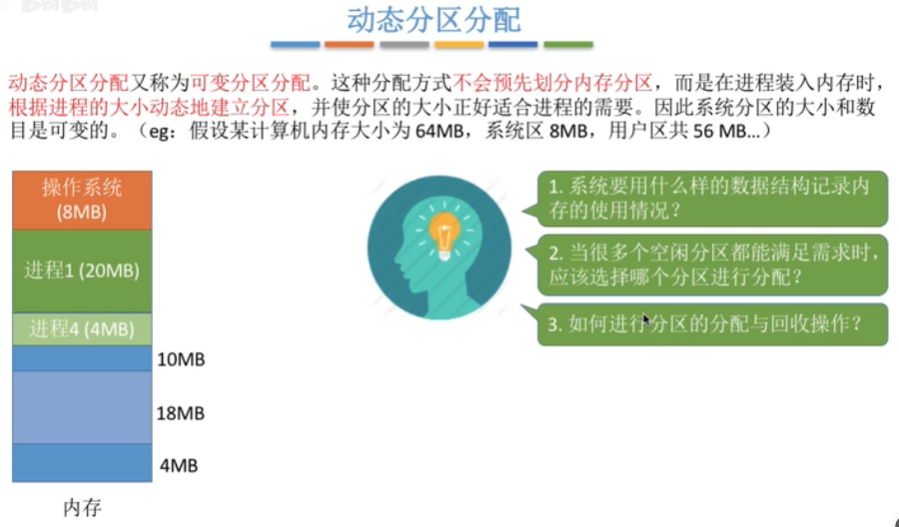 动态分区分配
动态分区分配又称为可变分区分配。这种分配方式不会预先划分内存分区，而是在进程装入内存时，
根据进程的大小动态地建立分区，并使分区的大小正好适合进程的需要。因此系统分区的大小和数
目是可变的。（eg：假设某计算机内存大小为 64MB，系统区 8MB，用户区共 56 MB…）
操作系统
(8MB)
进程1 (20MB)
进程4 (4MB)
10MB
18MB
4MB
内存
1. 系统要用什么样的数据结构记录内
存的使用情况？
2. 当很多个空闲分区都能满足需求时，
应该选择哪个分区进行分配？
3. 如何进行分区的分配与回收操作？